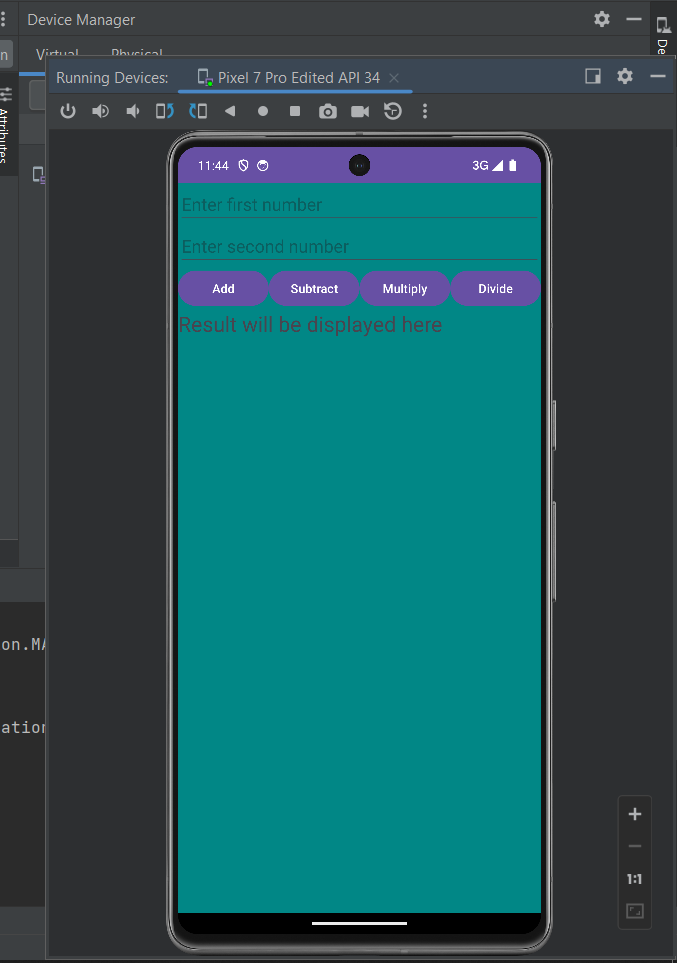 Device Manager
Virtual Physical
Running Devices: Pixel 7 Pro Edited API 34
Attributes
11:44 3G
Enter first number
Enter second number
Add Subtract Multiply Divide
Result will be displayed here
on.MA
ation
1:1